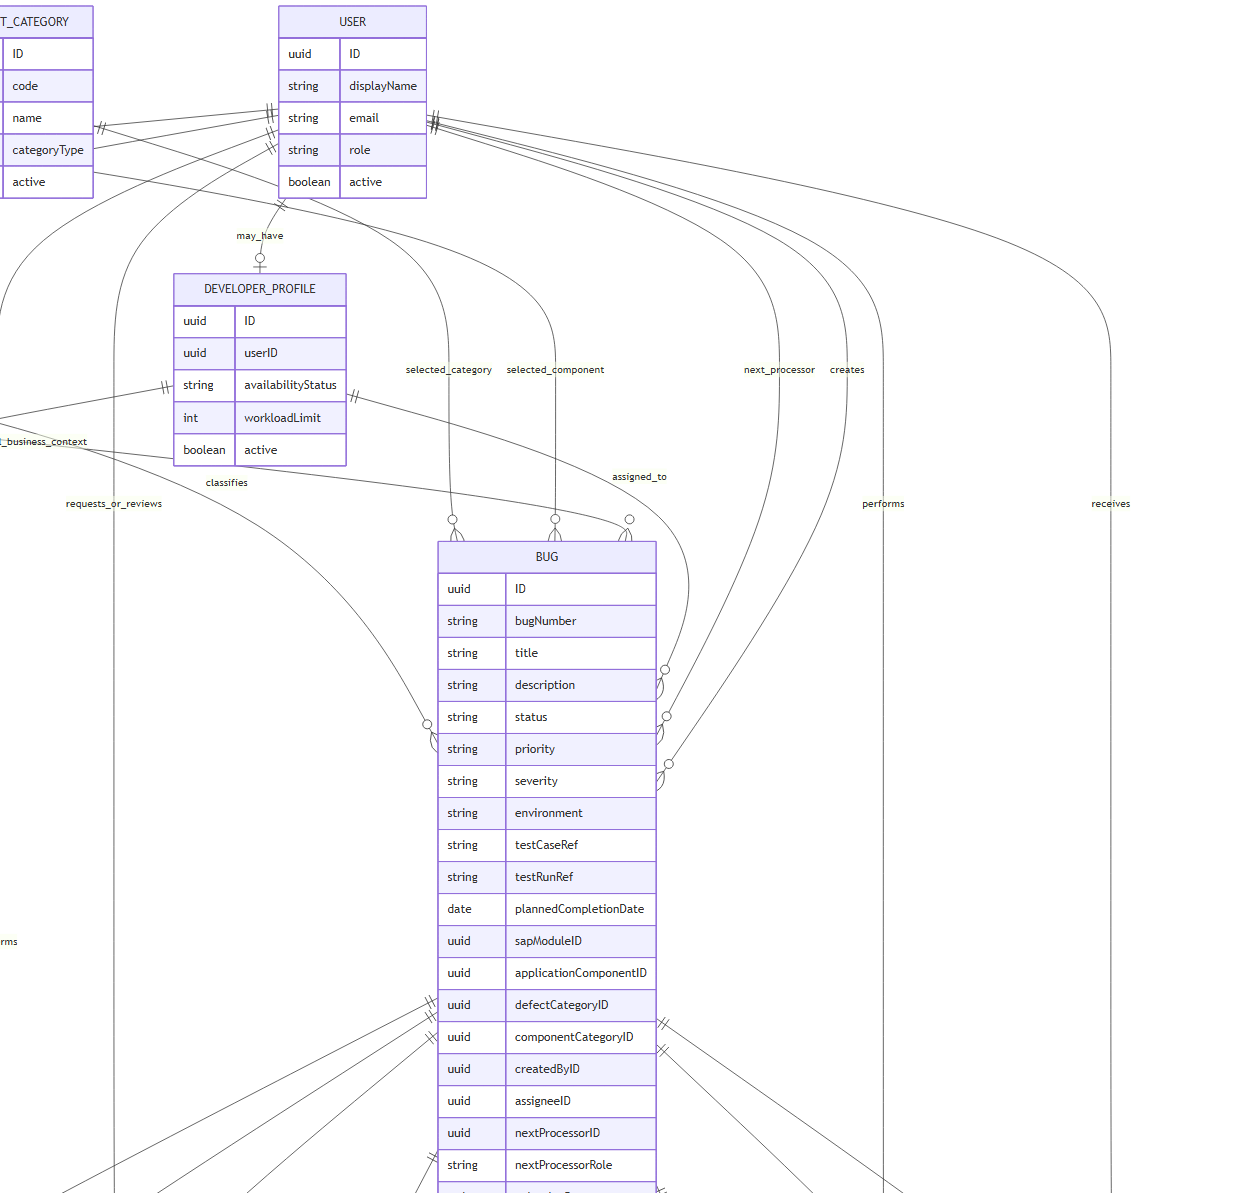 T_CATEGORY
ID
code
name
categoryType
active
USER
uuid ID
string displayName
string email
string role
boolean active
may_have
DEVELOPER_PROFILE
uuid ID
uuid userID
string availabilityStatus
int workloadLimit
boolean active
selected_category
selected_component
next_processor
creates
_business_context
classifies
assigned_to
requests_or_reviews
performs
receives
BUG
uuid ID
string bugNumber
string title
string description
string status
string priority
string severity
string environment
string testCaseRef
string testRunRef
date plannedCompletionDate
uuid sapModuleID
uuid applicationComponentID
uuid defectCategoryID
uuid componentCategoryID
uuid createdByID
uuid assigneeID
uuid nextProcessorID
string nextProcessorRole
rms